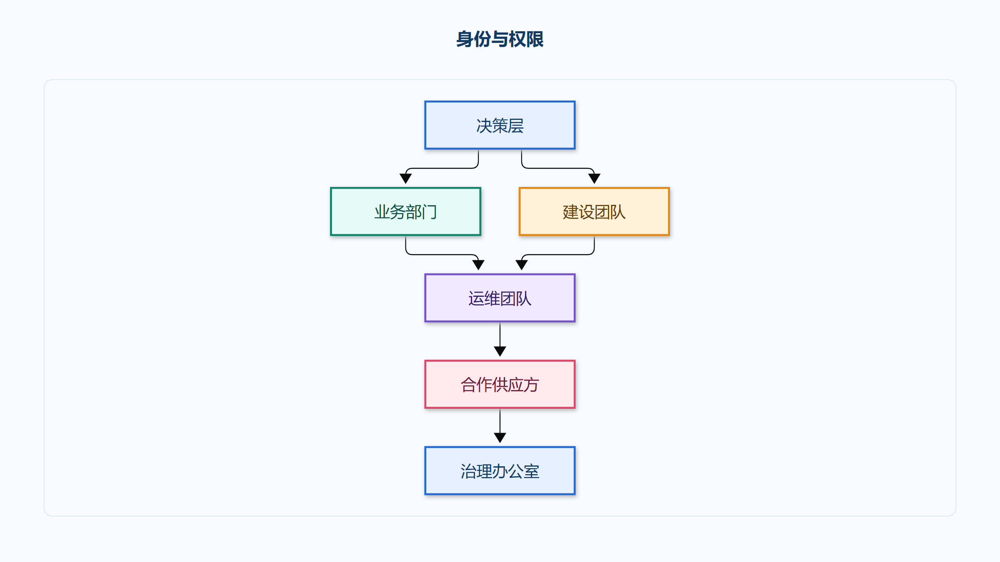 身份与权限
决策层
业务部门
建设团队
运维团队
合作供应方
治理办公室